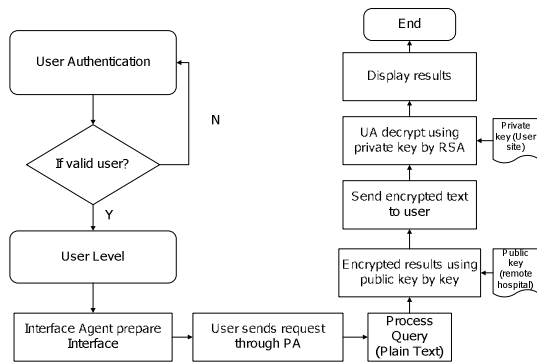 User Authentication
N
If valid user?
Y
User Level
Interface Agent prepare
Interface
User sends request
through PA
Process
Query
(Plain Text)
Encrypted results using
public key by key
Public
key
(remote
hospital)
Send encrypted text
to user
UA decrypt using
private key by RSA
Private
key (User
site)
Display results
End